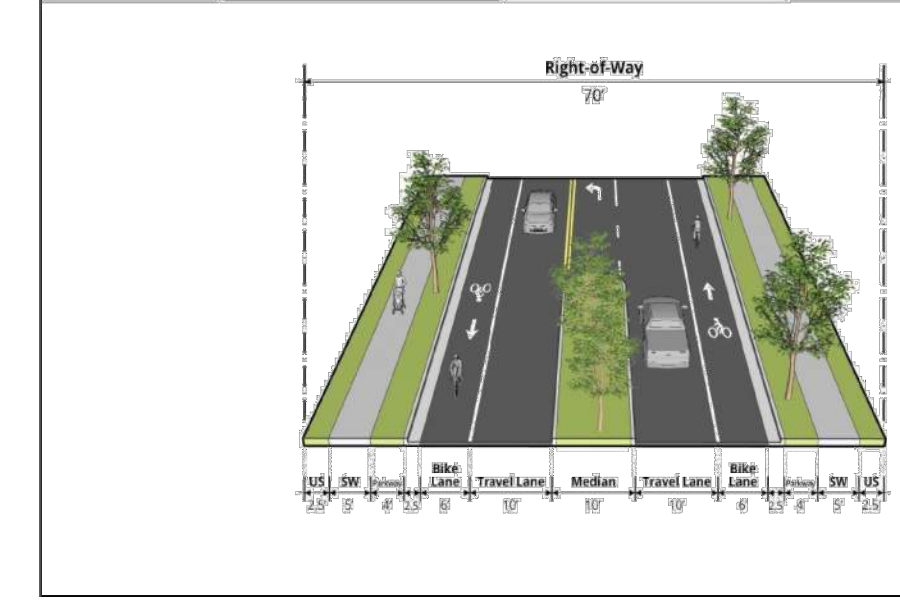 Right-of-Way
70'
Bike Bike
US SW Parkway Lane Travel Lane Median Travel Lane Lane Parkway SW US
2.5' 5' 4' 2.5' 6' 10' 10' 10' 6' 2.5' 4' 5' 2.5'